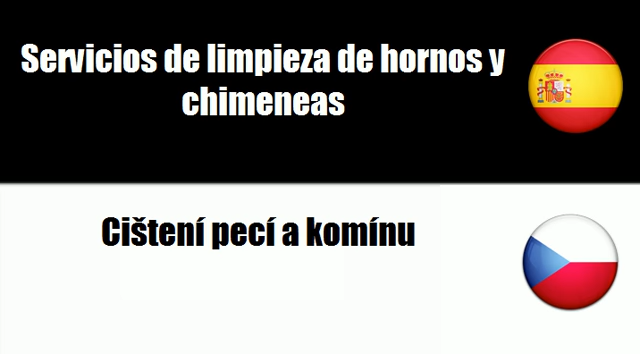 Servicios de limpieza de hornos y
chimeneas
Cištení pecí a komínu